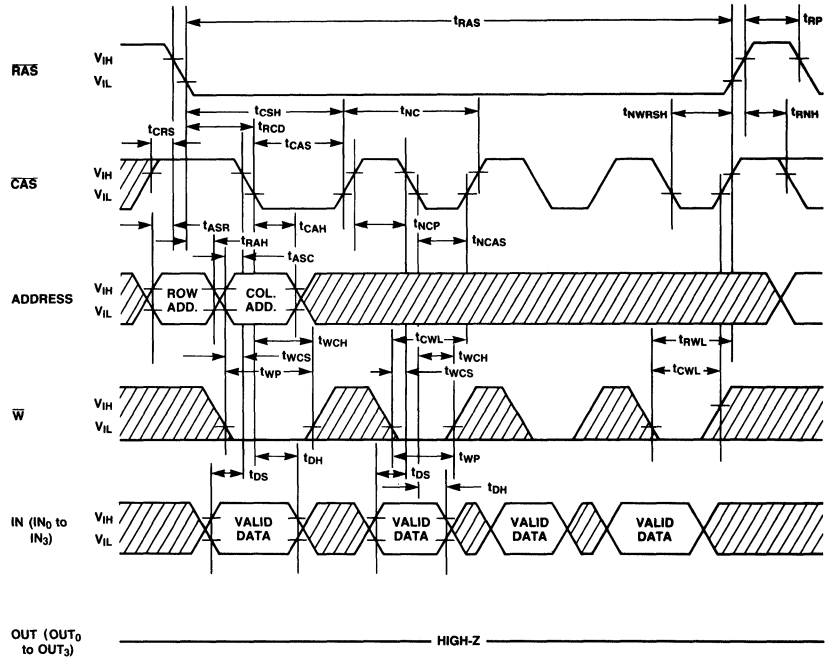 tRAS
tRP
RAS
VIH
VIL
tCSH
tNC
tNWRSH
tRNH
tCRS
tRCD
tCAS
CAS
VIH
VIL
tASR
tCAH
tNCP
tRAH
tNCAS
tASC
ADDRESS
VIH
VIL
ROW
ADD.
COL.
ADD.
tWCH
tCWL
tRWL
tWCS
tWCH
tWP
tWCS
tCWL
W
VIH
VIL
tDH
tWP
tDS
tDS
tDH
IN (IN0 to
IN3)
VIH
VIL
VALID
DATA
VALID
DATA
VALID
DATA
VALID
DATA
OUT (OUT0
to OUT3)
HIGH-Z